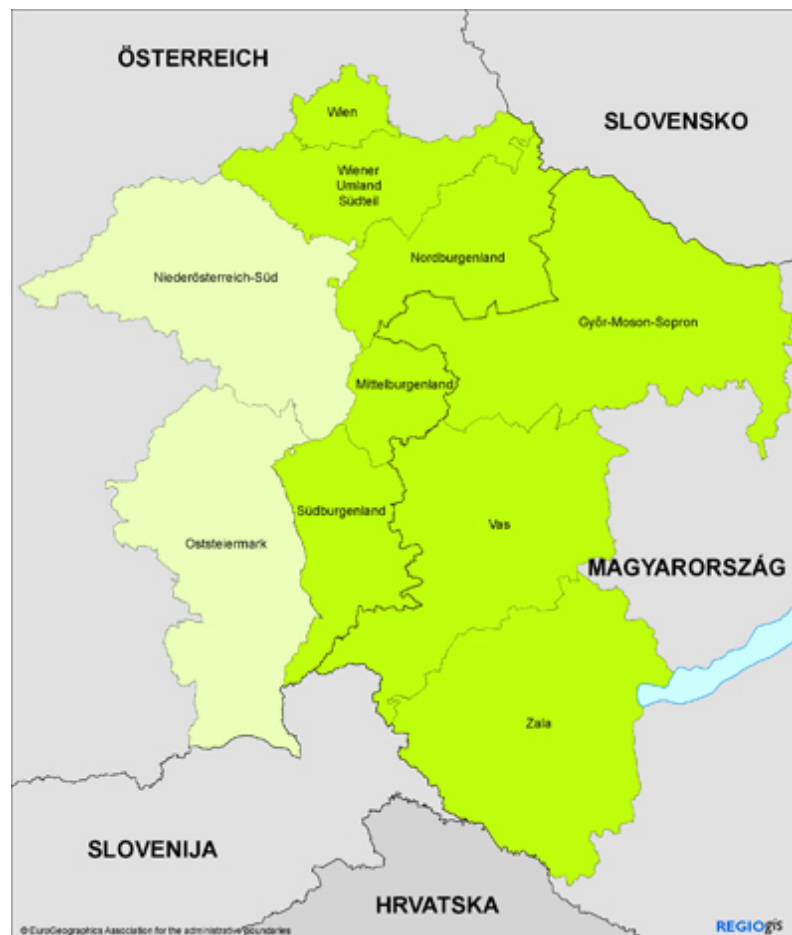 ÖSTERREICH
SLOVENSKO
Wien
Wiener
Umland
Südteil
Nordburgenland
Niederösterreich-Süd
Győr-Moson-Sopron
Mittelburgenland
Südburgenland
Vas
Oststeiermark
MAGYARORSZÁG
Zala
SLOVENIJA
HRVATSKA
© EuroGeographics Association for the administrative boundaries
REGIOgis